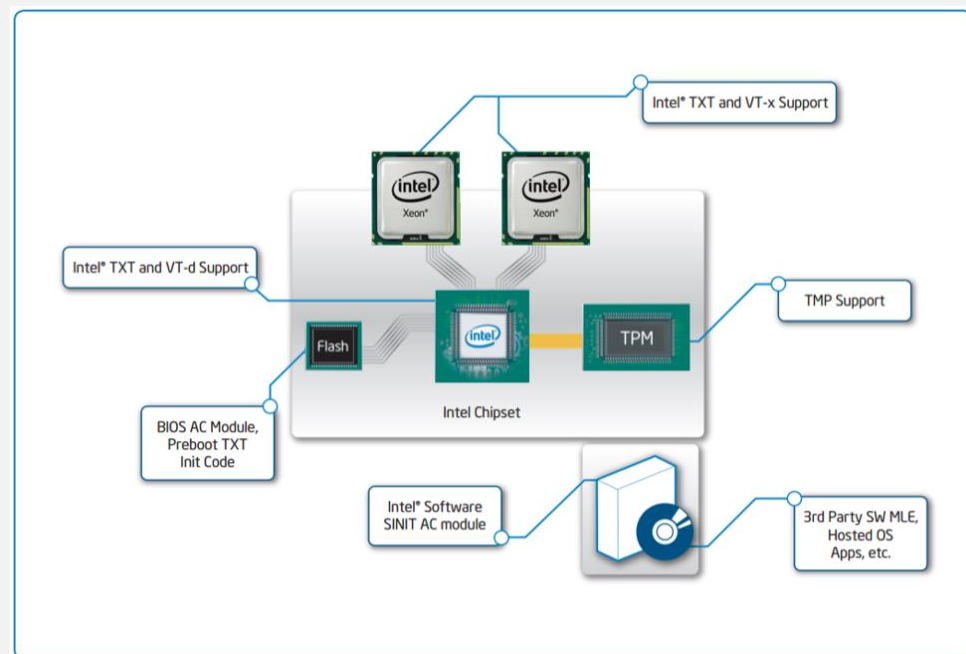 Intel® TXT and VT-x Support
intel
Xeon®
intel
Xeon®
Intel® TXT and VT-d Support
TMP Support
Flash
intel
TPM
Intel Chipset
BIOS AC Module,
Preboot TXT
Init Code
Intel® Software
SINIT AC module
3rd Party SW MLE,
Hosted OS
Apps, etc.